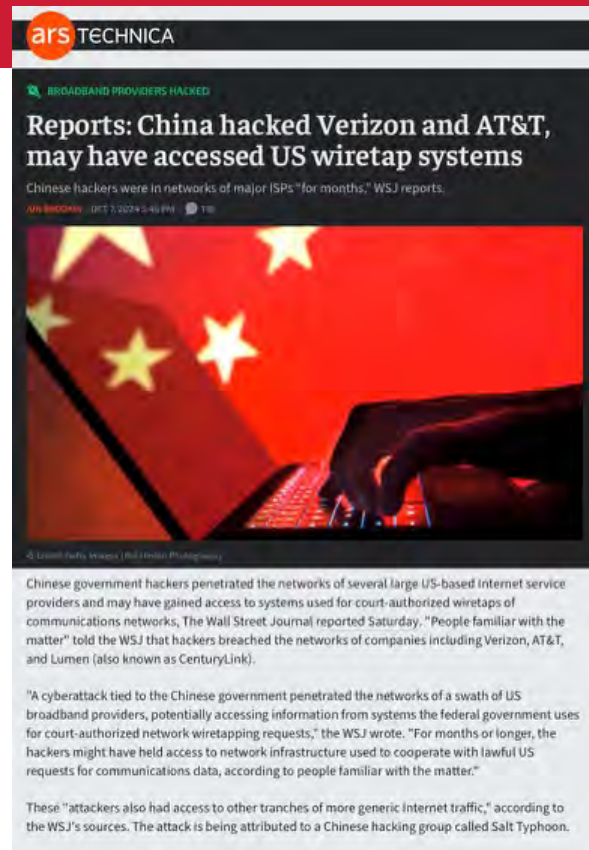 ars TECHNICA
BROADBAND PROVIDERS HACKED
Reports: China hacked Verizon and AT&T,
may have accessed US wiretap systems
Chinese hackers were in networks of major ISPs "for months," WSJ reports.
JON BRODKIN - OCT 7, 2024
Chinese government hackers penetrated the networks of several large US-based Internet service
providers and may have gained access to systems used for court-authorized wiretaps of
communications networks, The Wall Street Journal reported Saturday. "People familiar with the
matter" told the WSJ that hackers breached the networks of companies including Verizon, AT&T,
and Lumen (also known as CenturyLink).
"A cyberattack tied to the Chinese government penetrated the networks of a swath of US
broadband providers, potentially accessing information from systems the federal government uses
for court-authorized network wiretapping requests," the WSJ wrote. "For months or longer, the
hackers might have held access to network infrastructure used to cooperate with lawful US
requests for communications data, according to people familiar with the matter."
These "attackers also had access to other tranches of more generic Internet traffic," according to
the WSJ's sources. The attack is being attributed to a Chinese hacking group called Salt Typhoon.